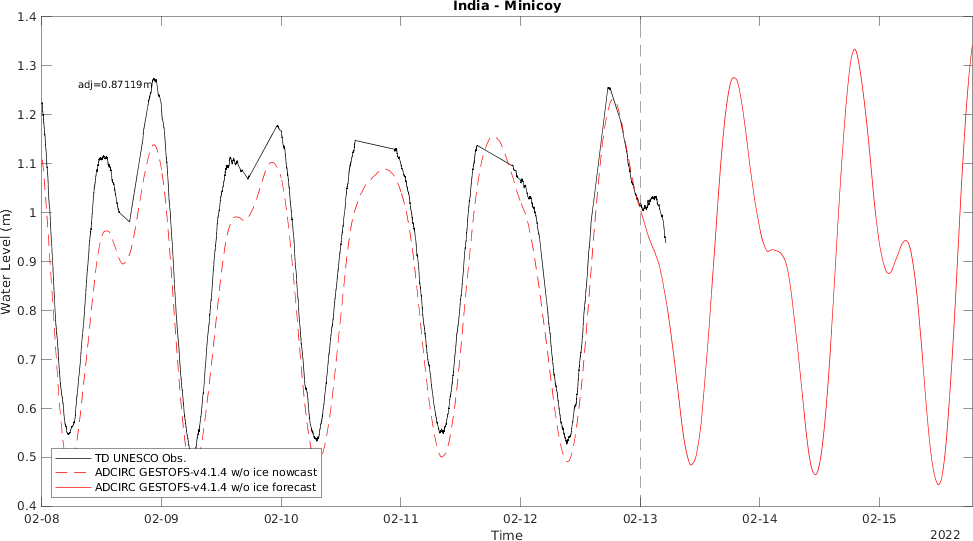 India - Minicoy
1.4
1.3
1.2
1.1
1
0.9
0.8
0.7
0.6
0.5
0.4
Water Level (m)
adj=0.87119m
TD UNESCO Obs.
ADCIRC GESTOFS-v4.1.4 w/o ice nowcast
ADCIRC GESTOFS-v4.1.4 w/o ice forecast
02-08 02-09 02-10 02-11 02-12 02-13 02-14 02-15
Time
2022